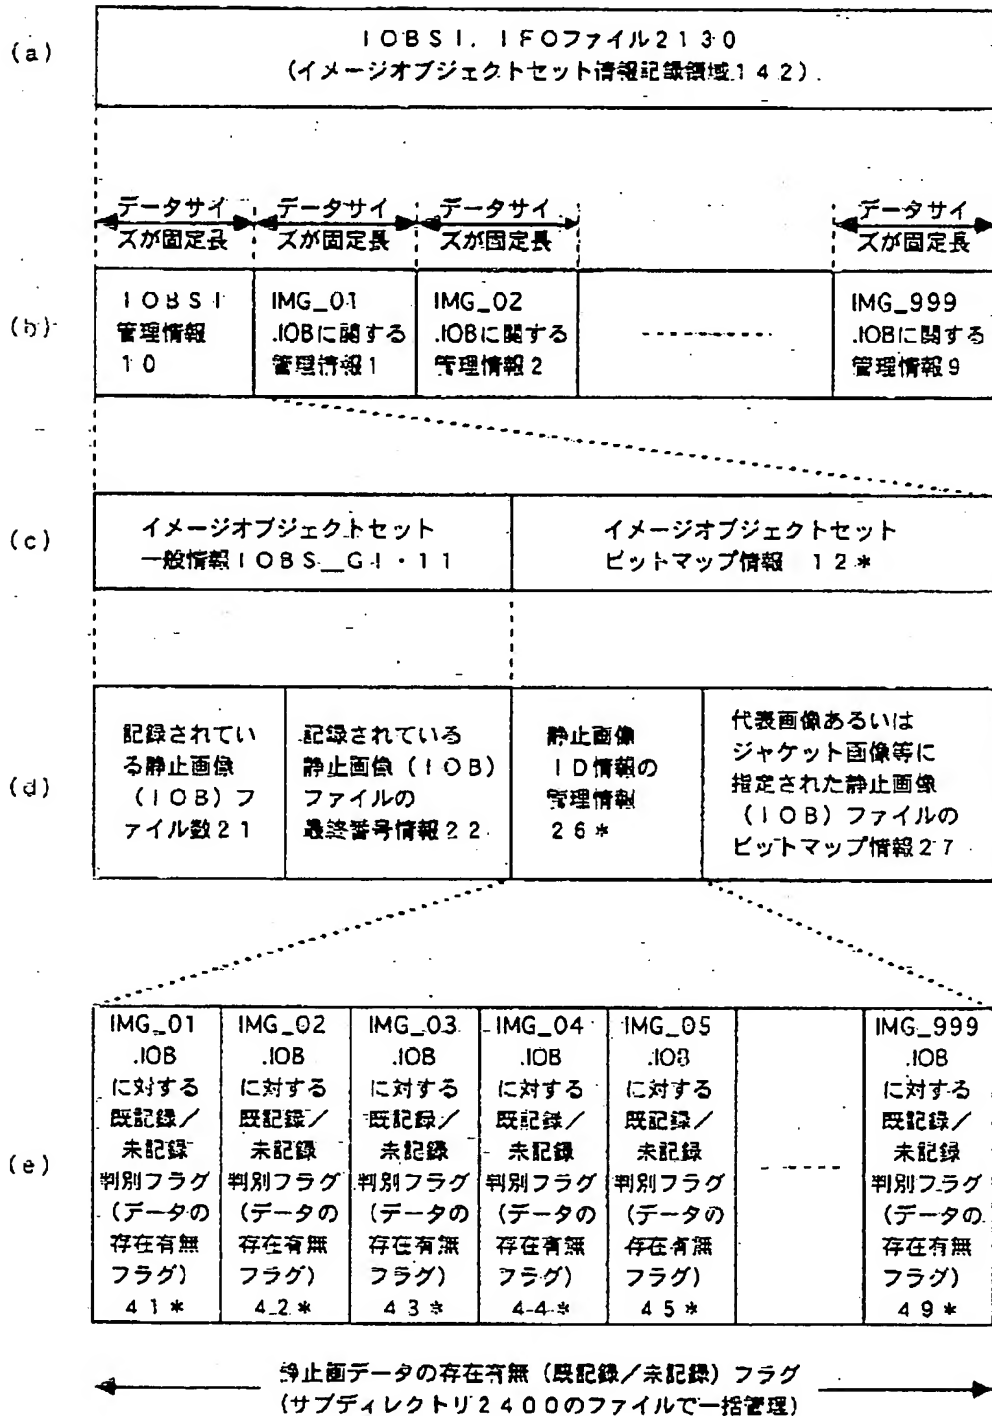 (a)
IOBSI. IFOファイル2130
(イメージオブジェクトセット情報記録領域142)
データサイ
ズが固定長
データサイ
ズが固定長
データサイ
ズが固定長
データサイ
ズが固定長
(b)
IOBSI
管理情報
10
IMG_01
.IOBに関する
管理情報1
IMG_02
.IOBに関する
管理情報2
IMG_999
.IOBに関する
管理情報9
(c)
イメージオブジェクトセット
一般情報IOBS_GI・11
イメージオブジェクトセット
ビットマップ情報 12*
(d)
記録されてい
る静止画像
(IOB)フ
ァイル数21
記録されている
静止画像(IOB)
ファイルの
最終番号情報22
静止画像
ID情報の
管理情報
26*
代表画像あるいは
ジャケット画像等に
指定された静止画像
(IOB)ファイルの
ビットマップ情報27
(e)
IMG_01
.IOB
に対する
既記録/
未記録
判別フラグ
(データの
存在有無
フラグ)
41*
IMG_02
.IOB
に対する
既記録/
未記録
判別フラグ
(データの
存在有無
フラグ)
42*
IMG_03
.IOB
に対する
既記録/
未記録
判別フラグ
(データの
存在有無
フラグ)
43*
IMG_04
.IOB
に対する
既記録/
未記録
判別フラグ
(データの
存在有無
フラグ)
44*
IMG_05
.IOB
に対する
既記録/
未記録
判別フラグ
(データの
存在有無
フラグ)
45*
IMG_999
.IOB
に対する
既記録/
未記録
判別フラグ
(データの
存在有無
フラグ)
49*
静止画データの存在有無(既記録/未記録)フラグ
(サブディレクトリ2400のファイルで一括管理)